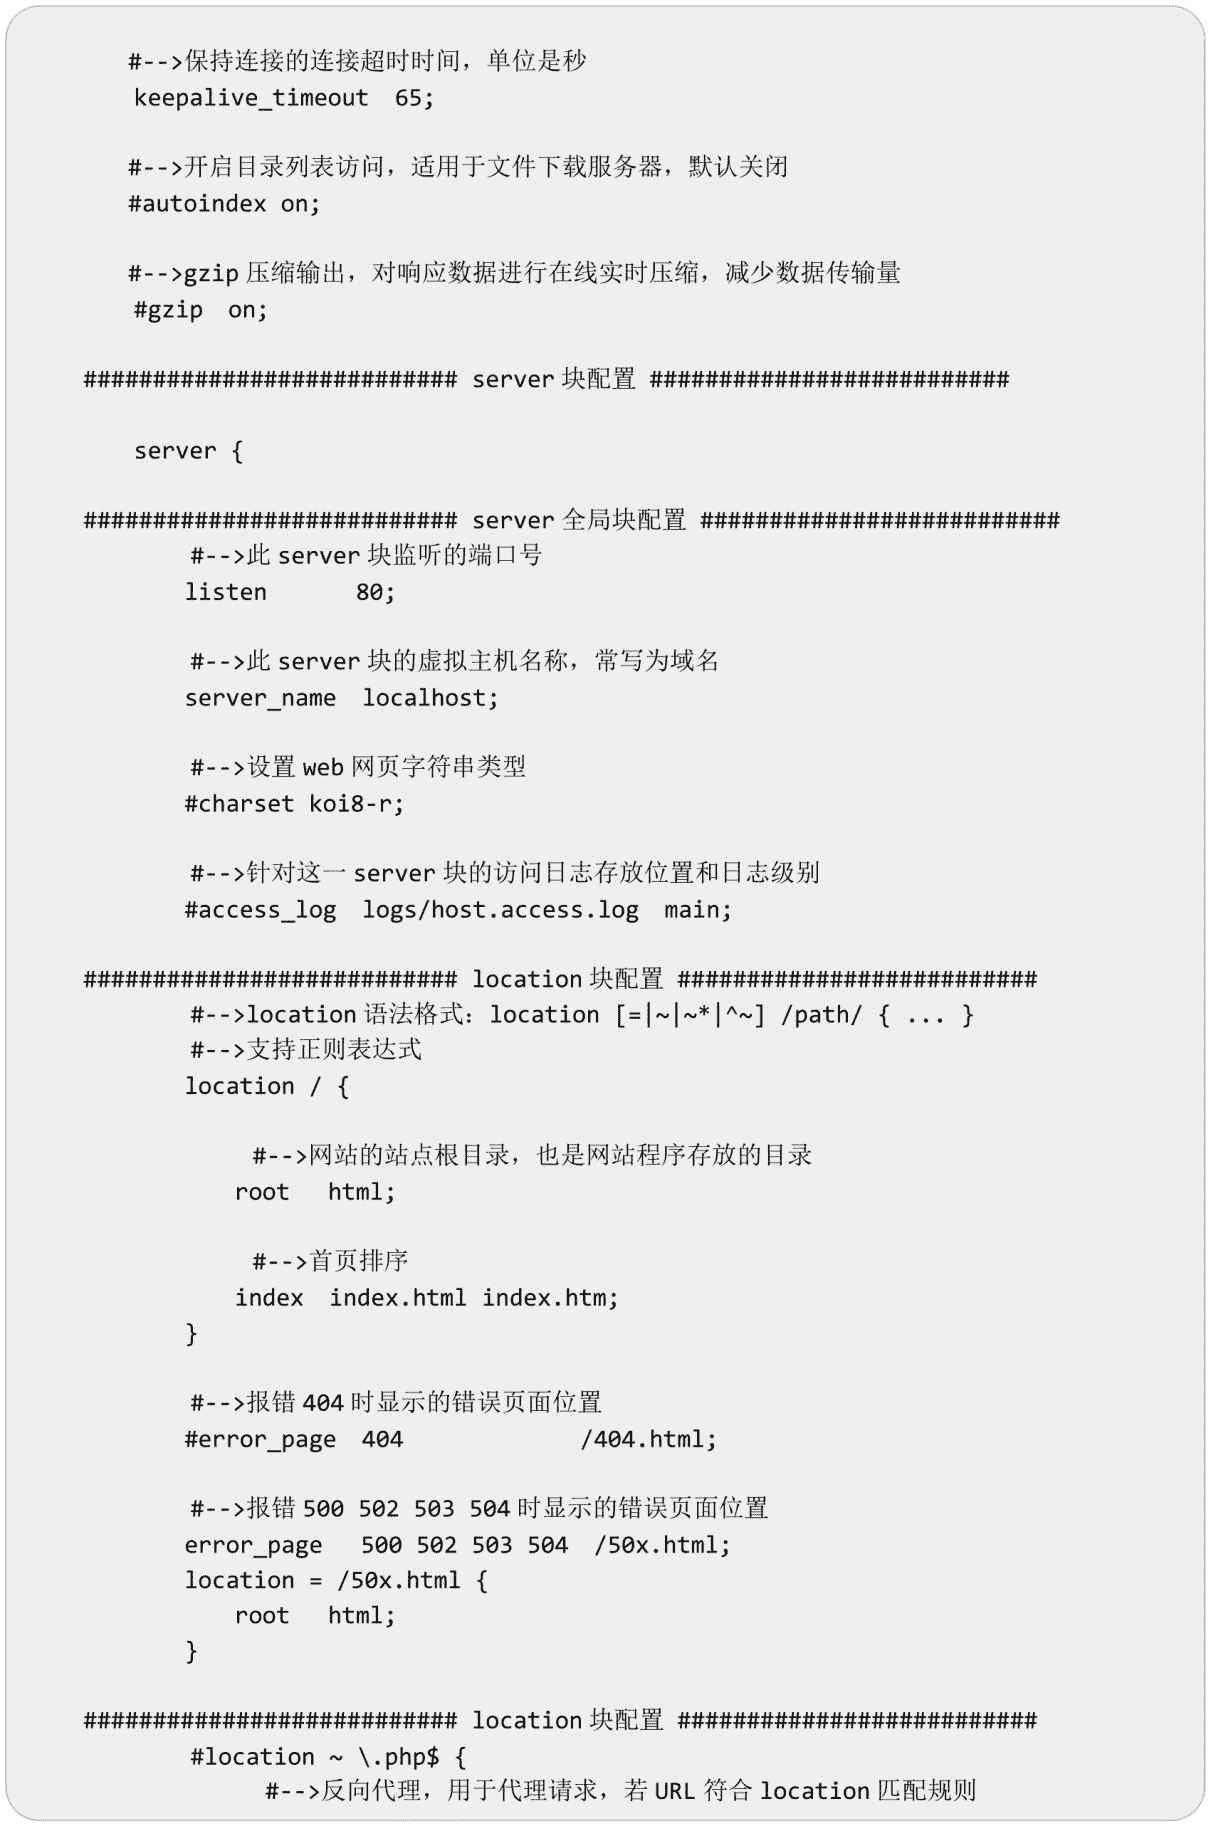 #-->保持连接的连接超时时间，单位是秒
keepalive_timeout  65;
#-->开启目录列表访问，适用于文件下载服务器，默认关闭
#autoindex on;
#-->gzip 压缩输出，对响应数据进行在线实时压缩，减少数据传输量
#gzip  on;
########################### server 块配置 ##########################
server {
########################### server 全局块配置 ##########################
#-->此 server 块监听的端口号
listen       80;
#-->此 server 块的虚拟主机名称，常写为域名
server_name  localhost;
#-->设置 web 网页字符串类型
#charset koi8-r;
#-->针对这一 server 块的访问日志存放位置和日志级别
#access_log  logs/host.access.log  main;
########################### location 块配置 ##########################
#-->location 语法格式：location [=|~|~*|^~] /path/ { ... }
#-->支持正则表达式
location / {
#-->网站的站点根目录，也是网站程序存放的目录
root   html;
#-->首页排序
index  index.html index.htm;
}
#-->报错 404 时显示的错误页面位置
#error_page  404              /404.html;
#-->报错 500 502 503 504 时显示的错误页面位置
error_page   500 502 503 504  /50x.html;
location = /50x.html {
root   html;
}
########################### location 块配置 ##########################
#location ~ \.php$ {
#-->反向代理，用于代理请求，若 URL 符合 location 匹配规则